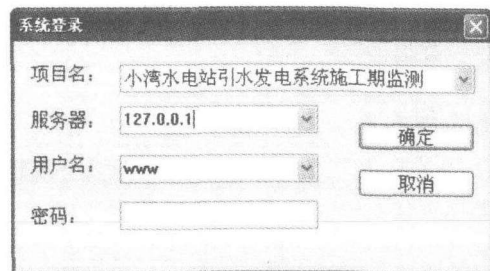 系统登录
项目名： 小湾水电站引水发电系统施工期监测
服务器： 127.0.0.1
确定
用户名： www
取消
密码：